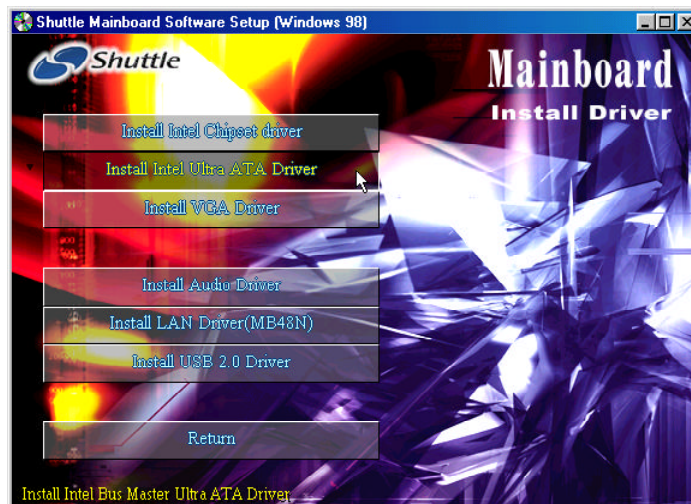 Shuttle Mainboard Software Setup (Windows 98)
Shuttle
Mainboard
Install Driver
Install Intel Chipset driver
Install Intel Ultra ATA Driver
Install VGA Driver
Install Audio Driver
Install LAN Driver(MB48N)
Install USB 2.0 Driver
Return
Install Intel Bus Master Ultra ATA Driver